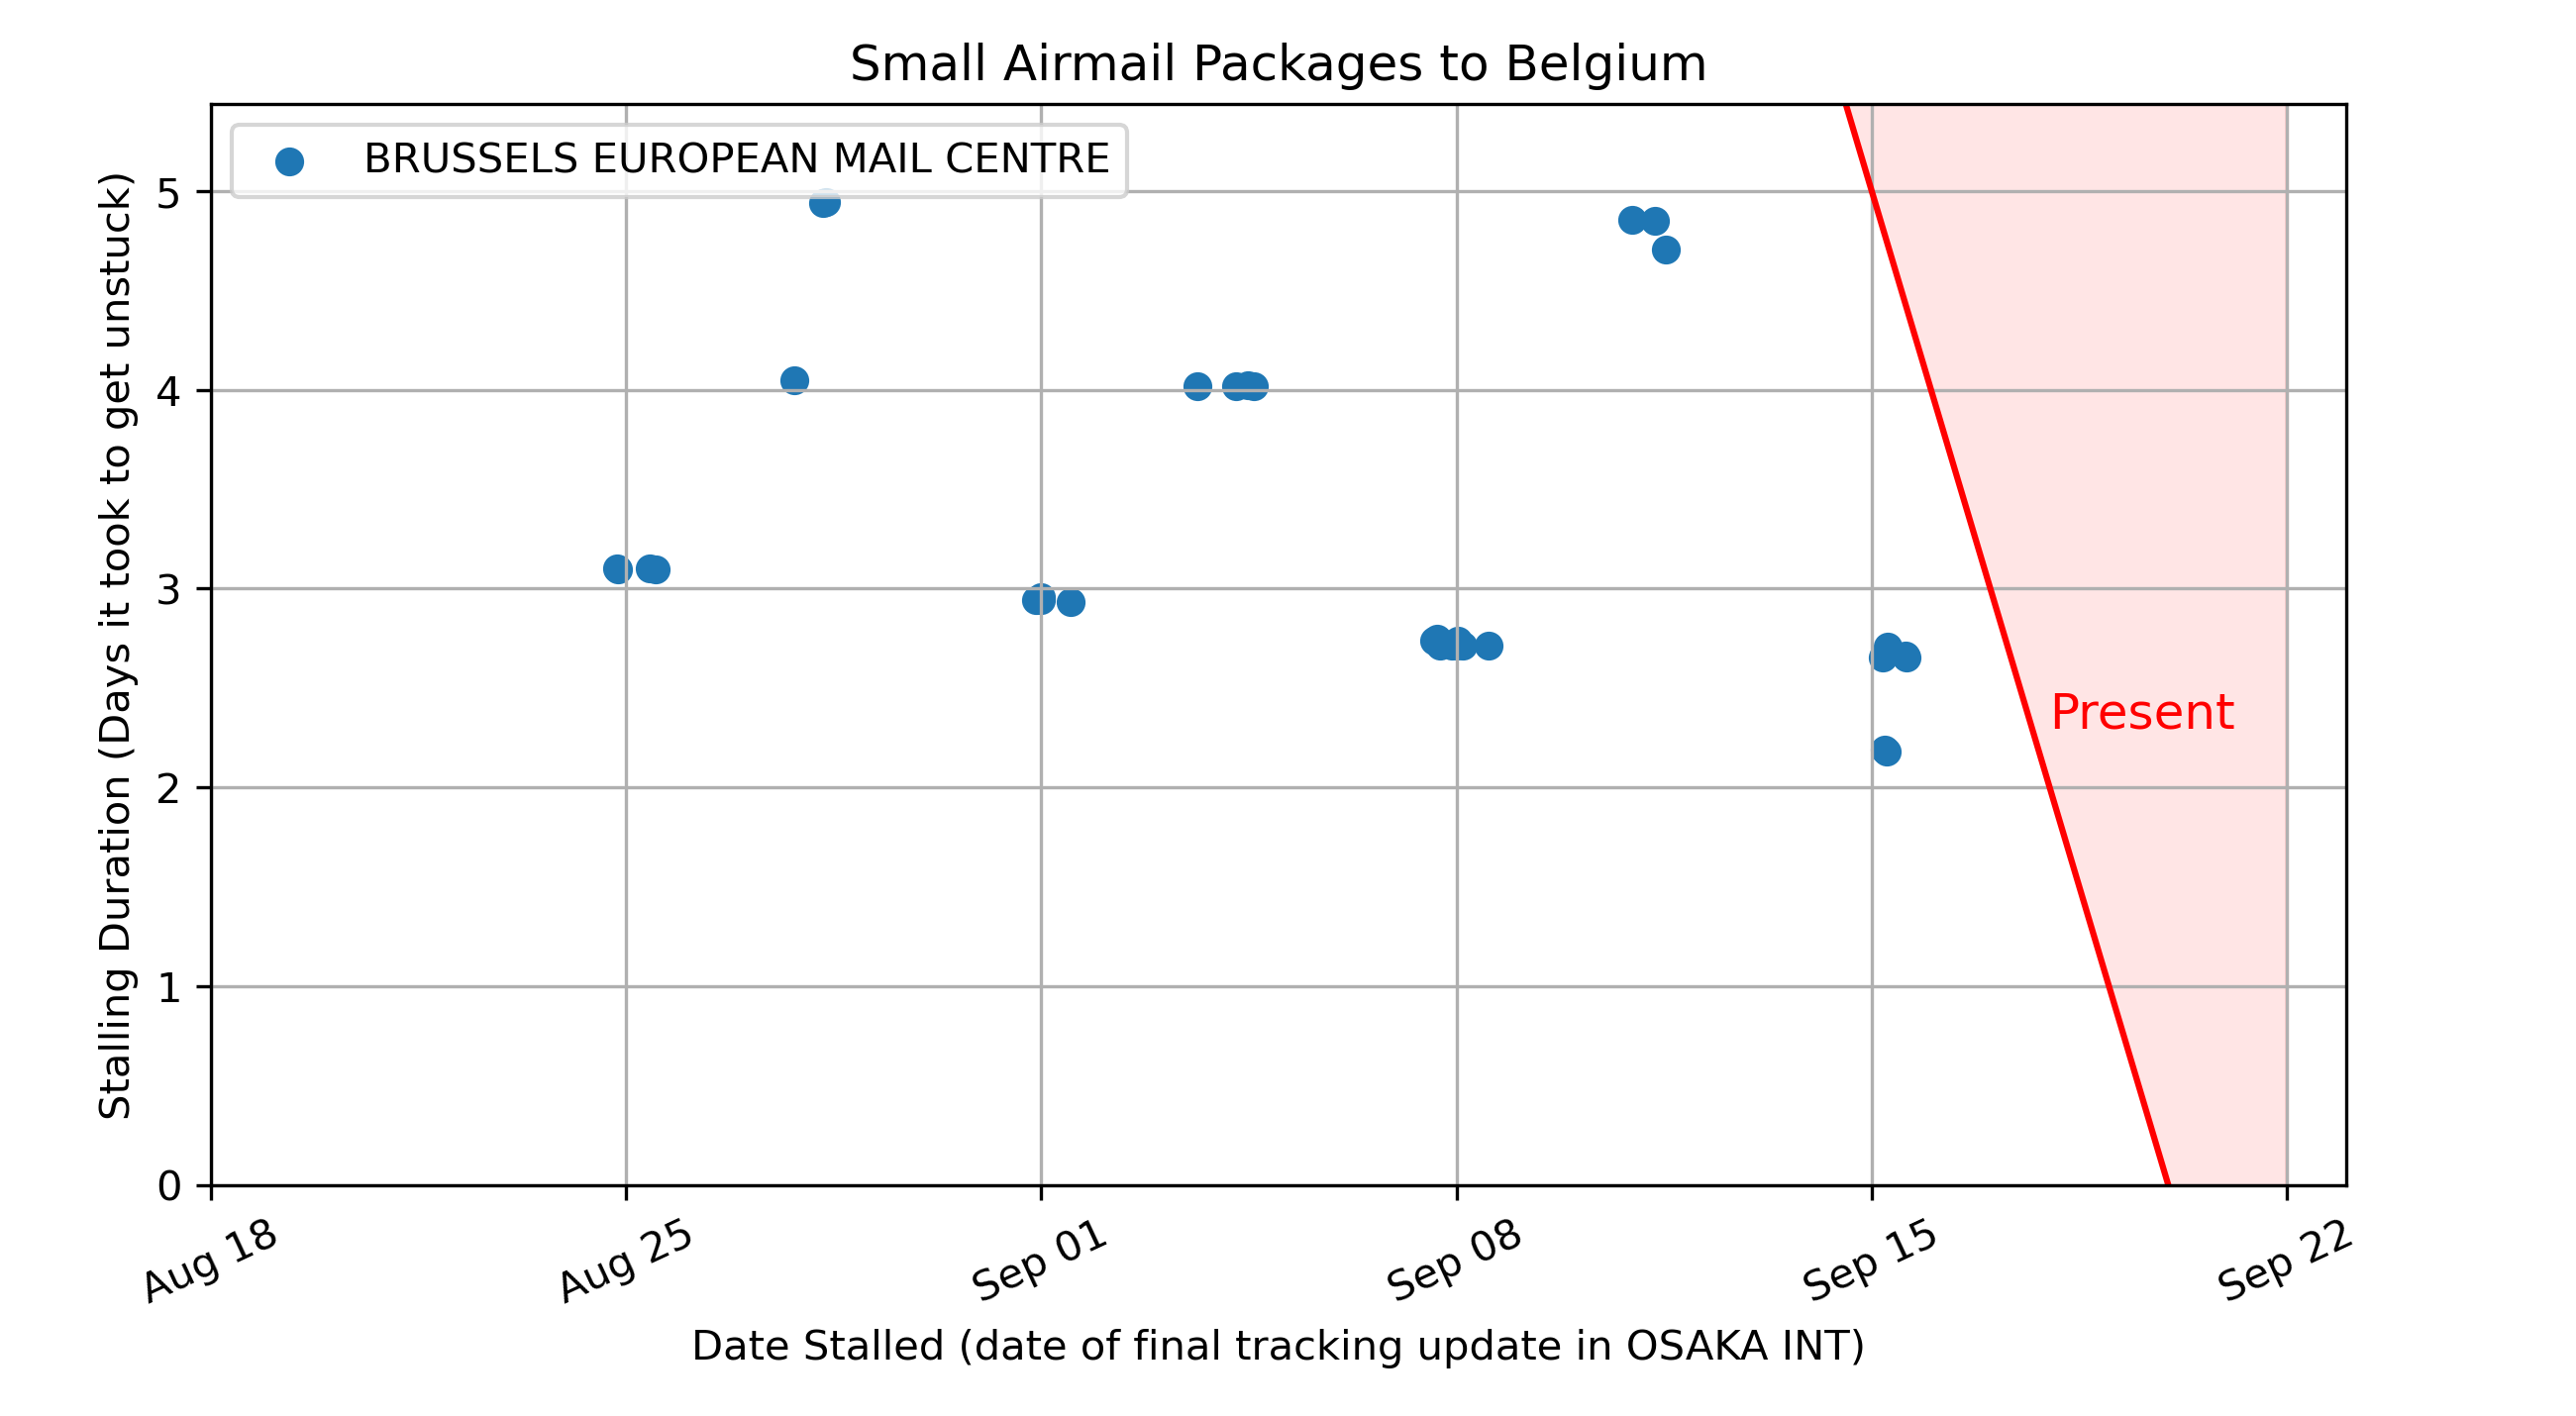 Small Airmail Packages to Belgium
BRUSSELS EUROPEAN MAIL CENTRE
Stalling Duration (Days it took to get unstuck)
5
4
3
2
1
0
Present
Aug 18
Aug 25
Sep 01
Sep 08
Sep 15
Sep 22
Date Stalled (date of final tracking update in OSAKA INT)